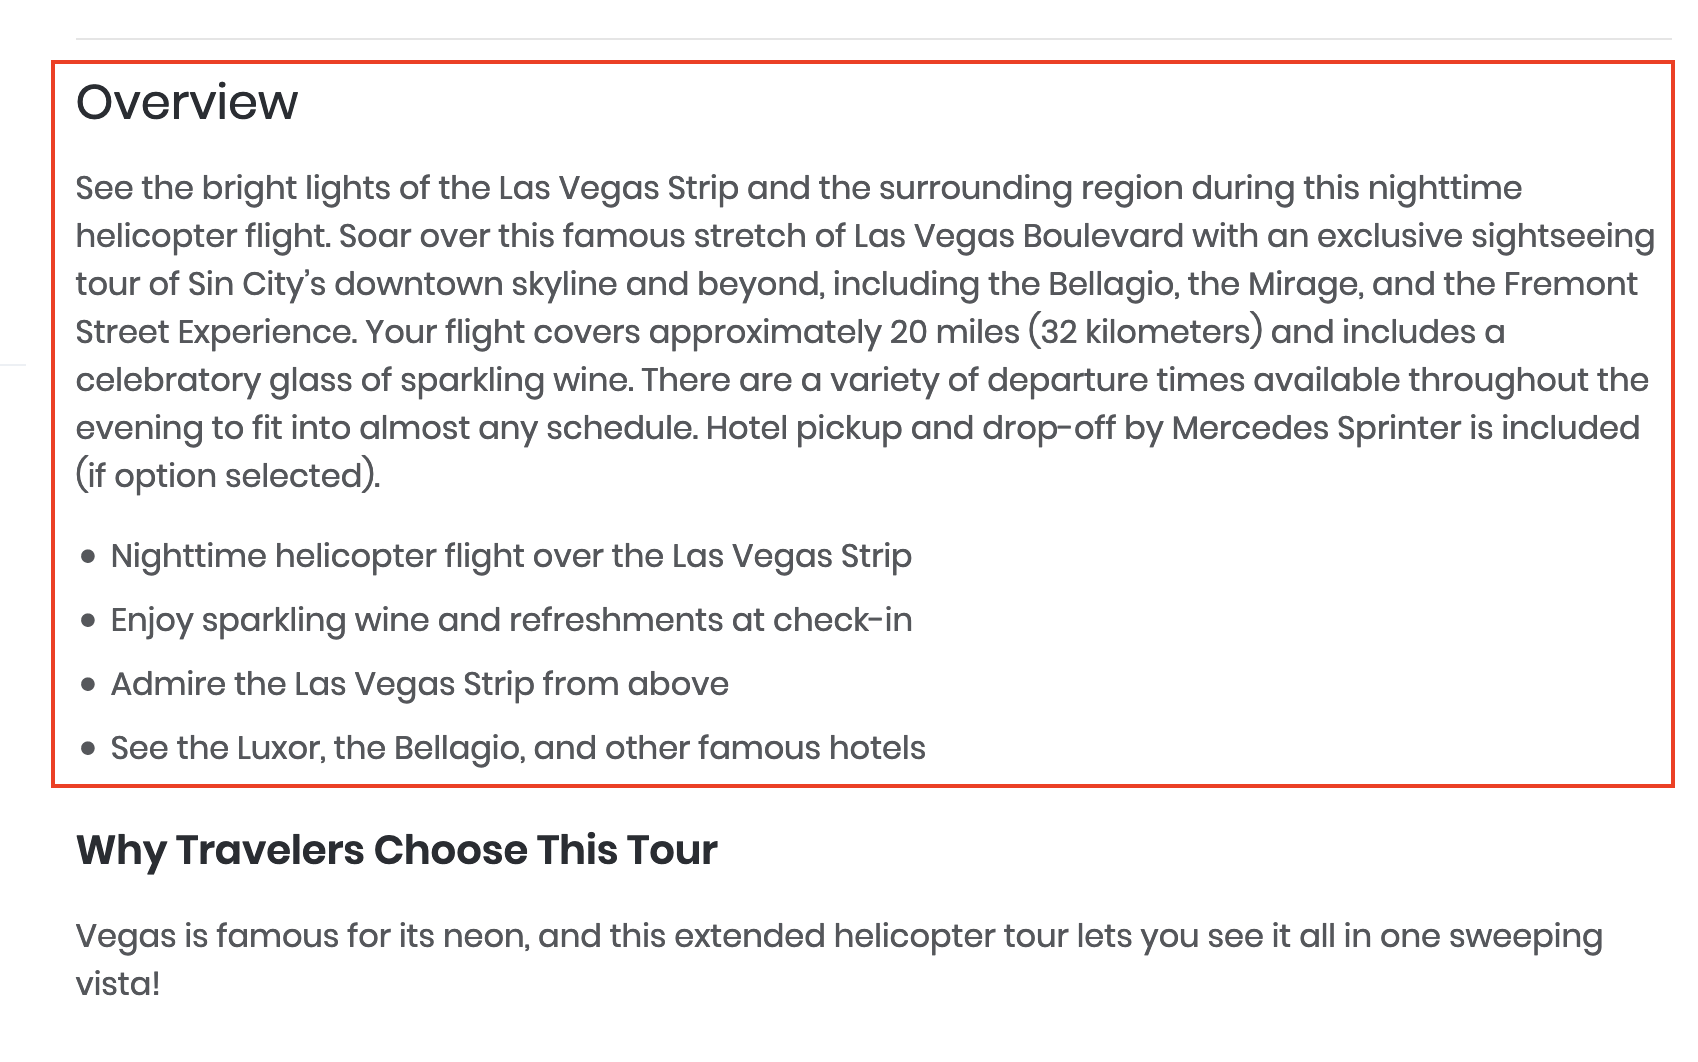 Overview
See the bright lights of the Las Vegas Strip and the surrounding region during this nighttime
helicopter flight. Soar over this famous stretch of Las Vegas Boulevard with an exclusive sightseeing
tour of Sin City’s downtown skyline and beyond, including the Bellagio, the Mirage, and the Fremont
Street Experience. Your flight covers approximately 20 miles (32 kilometers) and includes a
celebratory glass of sparkling wine. There are a variety of departure times available throughout the
evening to fit into almost any schedule. Hotel pickup and drop-off by Mercedes Sprinter is included
(if option selected).
• Nighttime helicopter flight over the Las Vegas Strip
• Enjoy sparkling wine and refreshments at check-in
• Admire the Las Vegas Strip from above
• See the Luxor, the Bellagio, and other famous hotels
Why Travelers Choose This Tour
Vegas is famous for its neon, and this extended helicopter tour lets you see it all in one sweeping
vista!